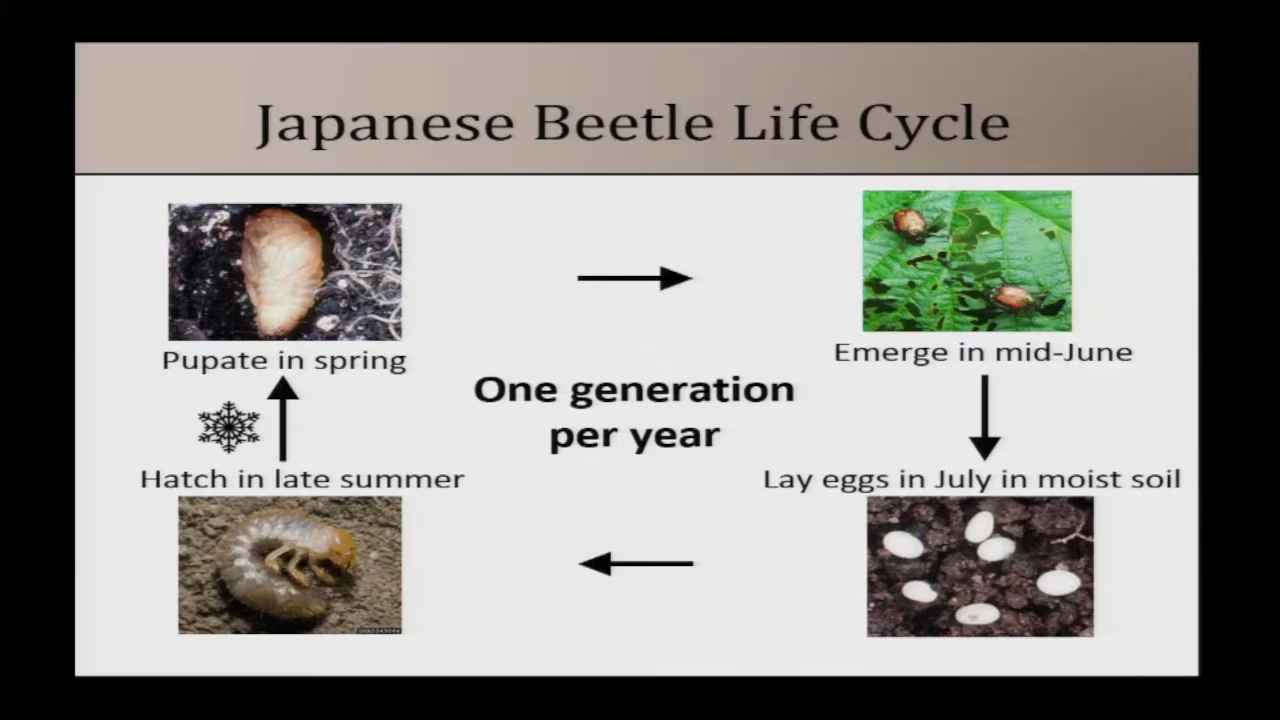 Japanese Beetle Life Cycle
Pupate in spring
Emerge in mid-June
One generation
per year
Hatch in late summer
Lay eggs in July in moist soil